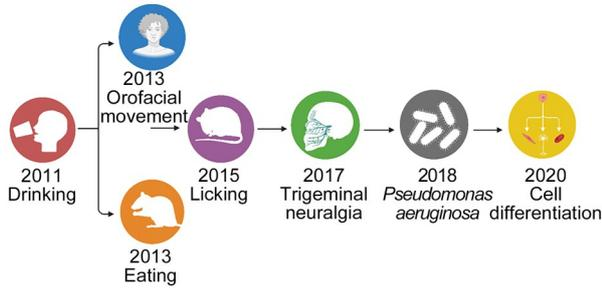 2011
Drinking
2013
Orofacial
movement
2013
Eating
2015
Licking
2017
Trigeminal
neuralgia
2018
Pseudomonas
aeruginosa
2020
Cell
differentiation